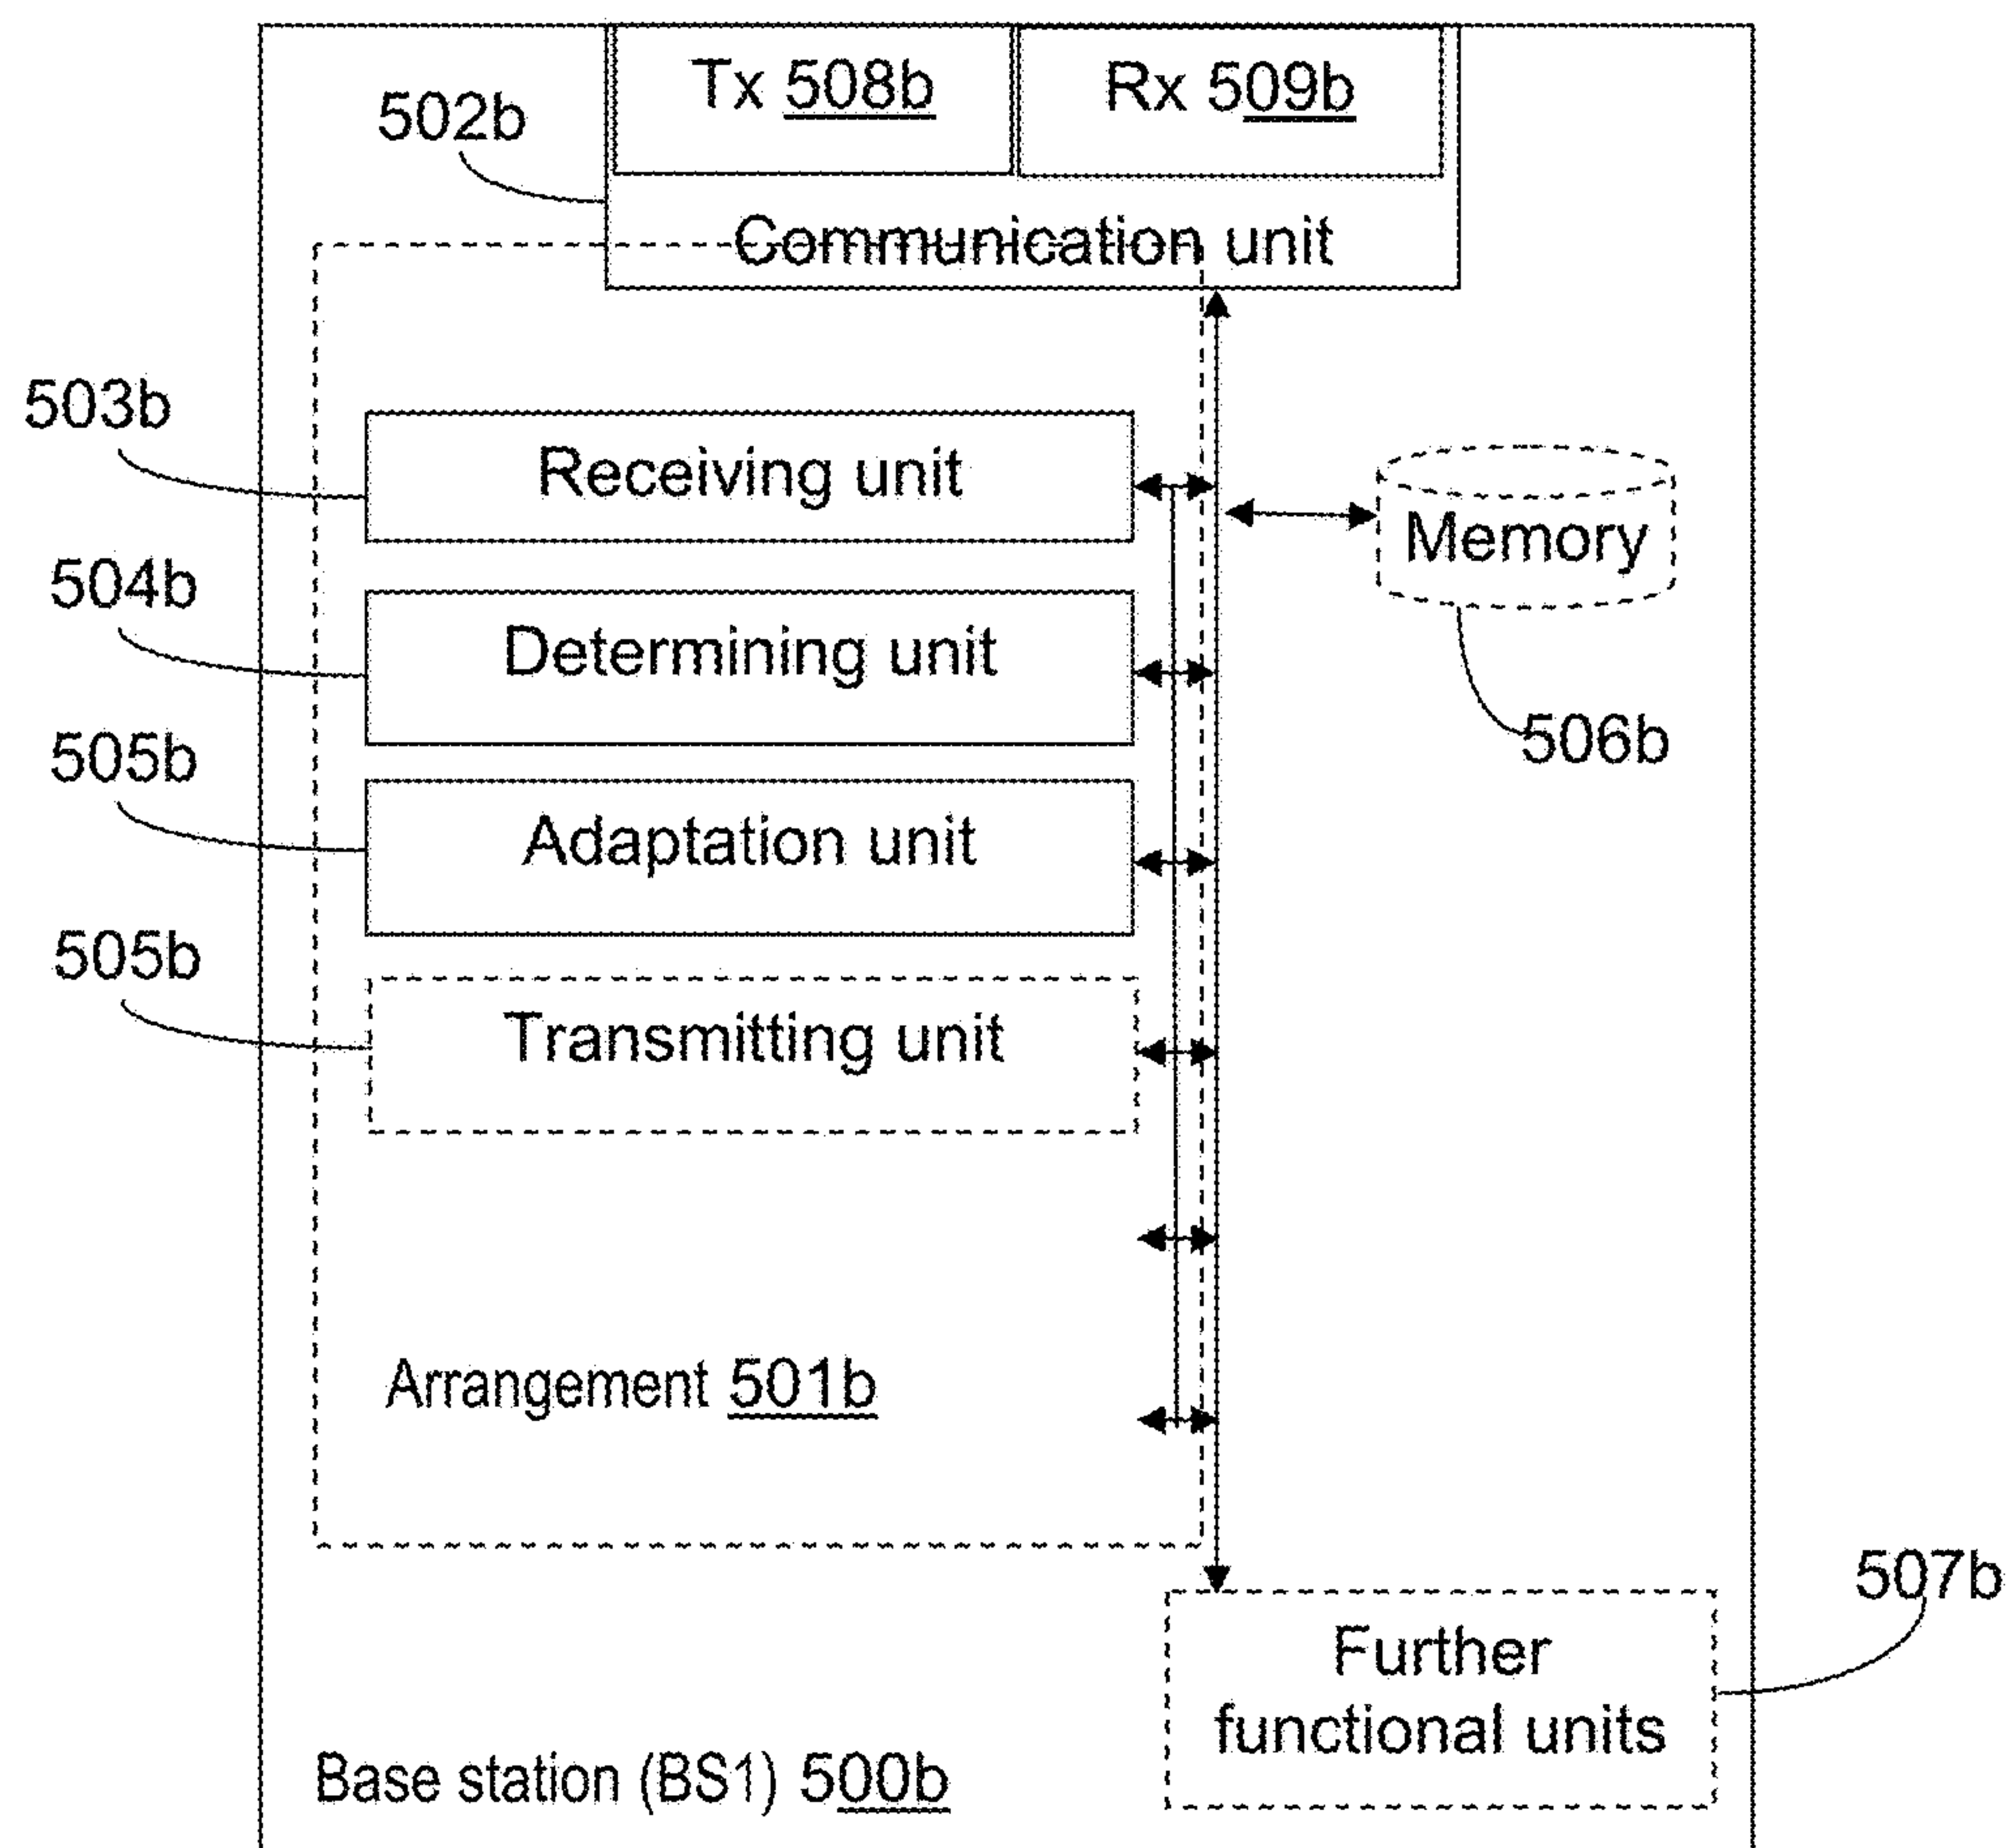 Tx 508b
Rx 509b
502b
Communication unit
503b
Receiving unit
Memory
504b
Determining unit
506b
505b
Adaptation unit
505b
Transmitting unit
Arrangement 501b
507b
Further
functional units
Base station (BS1) 500b